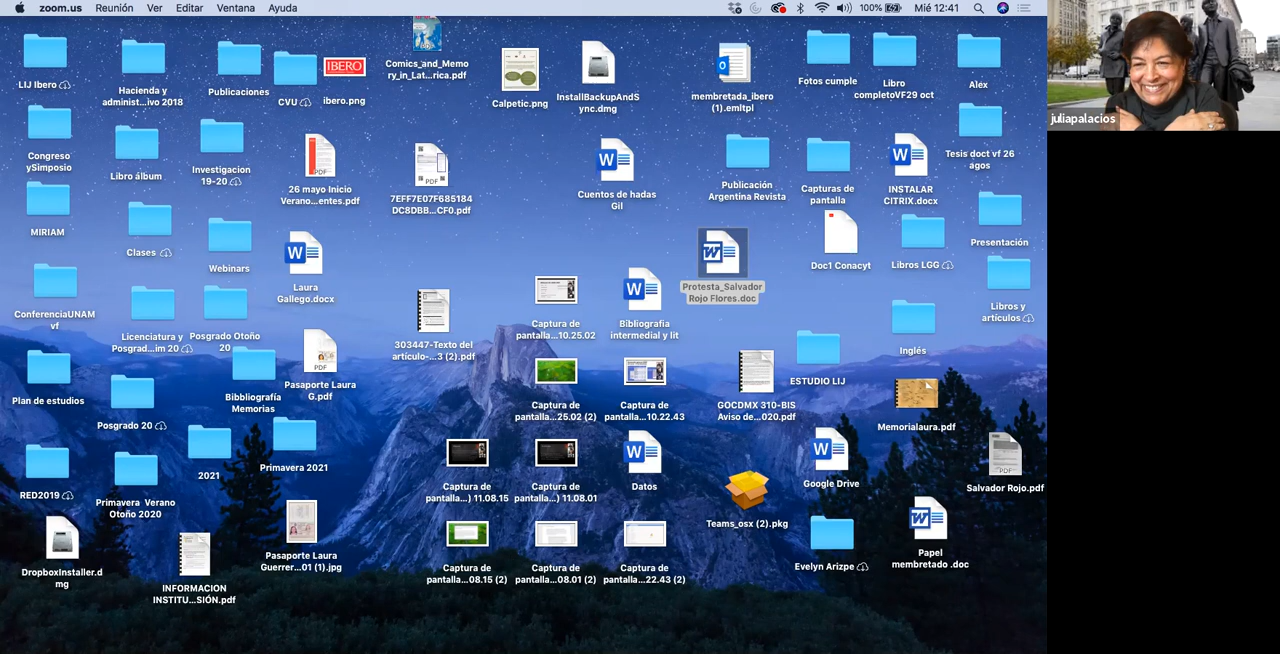 zoom.us Reunión Ver Editar Ventana Ayuda
100% Mié 12:41
juliapalacios
LIJ Ibero
Hacienda y
administ...ivo 2018
Publicaciones
CVU
IBERO
ibero.png
Comics_and_Memo
ry_in_Lat...rica.pdf
Calpetic.png
InstallBackupAndS
ync.dmg
membretada_ibero
(1).emltpl
Fotos cumple
Libro
completoVF29 oct
Alex
Congreso
ySimposio
Libro álbum
Investigacion
19-20
PDF
26 mayo Inicio
Verano...entes.pdf
PDF
7EFF7E07F685184
DC8DBB...CF0.pdf
Cuentos de hadas
Gil
Publicación
Argentina Revista
Capturas de
pantalla
INSTALAR
CITRIX.docx
Tesis doct vf 26
agos
MIRIAM
Clases
Webinars
Laura
Gallego.docx
Protesta_Salvador
Rojo Flores.doc
Doc1 Conacyt
Libros LGG
Presentación
ConferenciaUNAM
vf
Licenciatura y
Posgrad...im 20
Posgrado Otoño
20
303447-Texto del
artículo-...3 (2).pdf
Captura de
pantalla...10.25.02
Bibliografia
intermedial y lit
Inglés
Libros y
artículos
Plan de estudios
Posgrado 20
Bibbliografía
Memorias
PDF
Pasaporte Laura
G.pdf
Captura de
pantalla....25.02 (2)
Captura de
pantalla...10.22.43
GOCDMX 310-BIS
Aviso de...020.pdf
ESTUDIO LIJ
Memorialaura.pdf
RED2019
Primavera Verano
Otoño 2020
2021
Primavera 2021
Captura de
pantalla...) 11.08.15
Captura de
pantalla...) 11.08.01
Datos
Teams_osx (2).pkg
Google Drive
PDF
Salvador Rojo.pdf
DropboxInstaller.d
mg
INFORMACION
INSTITU...SIÓN.pdf
Pasaporte Laura
Guerrer...01 (1).jpg
Captura de
pantalla...08.15 (2)
Captura de
pantalla...08.01 (2)
Captura de
pantalla...22.43 (2)
Evelyn Arizpe
Papel
membretado .doc